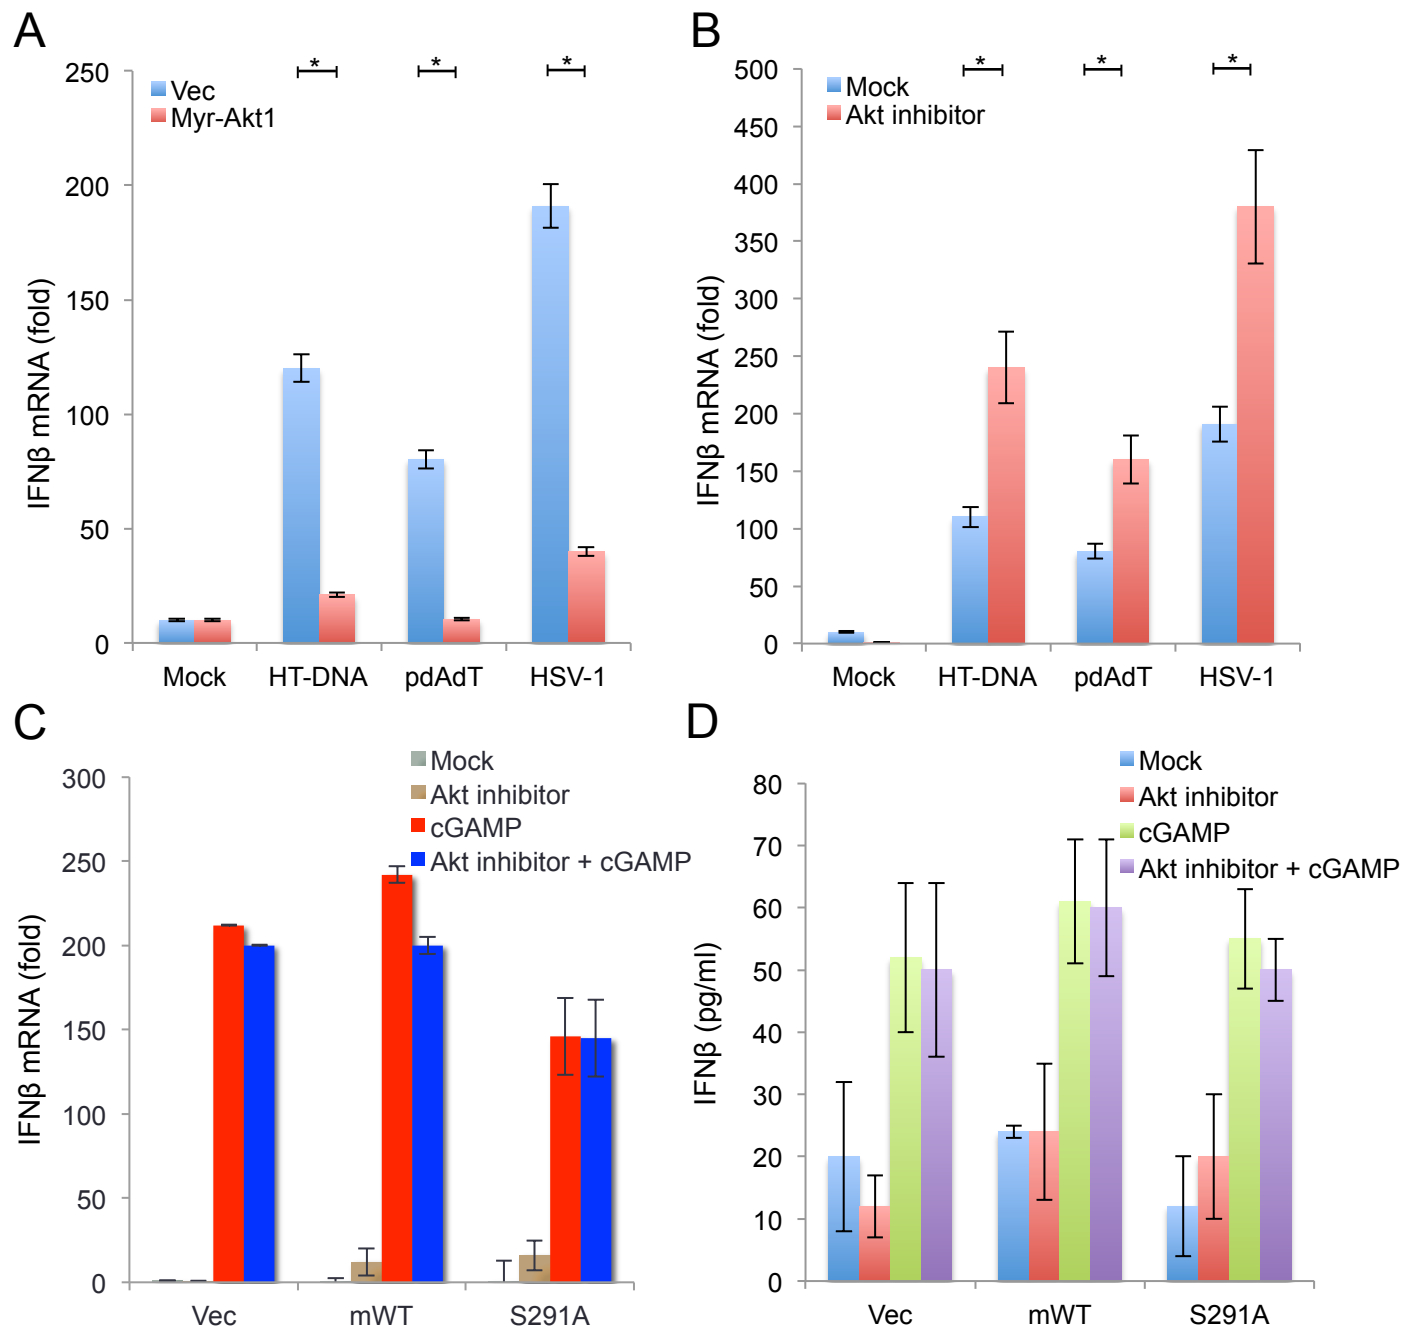 A
Vec
Myr-Akt1
* * *
IFNβ mRNA (fold)
250
200
150
100
50
0
Mock HT-DNA pdAdT HSV-1
B
Mock
Akt inhibitor
* * *
IFNβ mRNA (fold)
500
450
400
350
300
250
200
150
100
50
0
Mock HT-DNA pdAdT HSV-1
C
Mock
Akt inhibitor
cGAMP
Akt inhibitor + cGAMP
IFNβ mRNA (fold)
300
250
200
150
100
50
0
Vec mWT S291A
D
Mock
Akt inhibitor
cGAMP
Akt inhibitor + cGAMP
IFNβ (pg/ml)
80
70
60
50
40
30
20
10
0
Vec mWT S291A